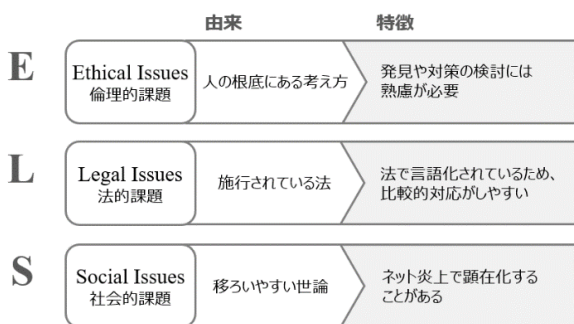 由来
特徴
E
Ethical Issues
倫理的課題
人の根底にある考え方
発見や対策の検討には
熟慮が必要
L
Legal Issues
法的課題
施行されている法
法で言語化されているため、
比較的対応がしやすい
S
Social Issues
社会的課題
移ろいやすい世論
ネット炎上で顕在化する
ことがある